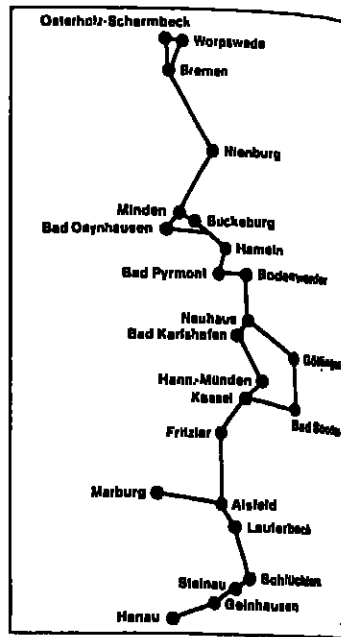 Osterholz-Scharmbeck
Worpswede
Bremen
Nienburg
Minden
Bückeburg
Bad Oeynhausen
Hameln
Bad Pyrmont
Bodenwerder
Neuhaus
Bad Karlshafen
Göttingen
Hann.-Münden
Kassel
Bad
Fritzlar
Marburg
Alsfeld
Lauterbach
Schlüchtern
Steinau
Gelnhausen
Hanau